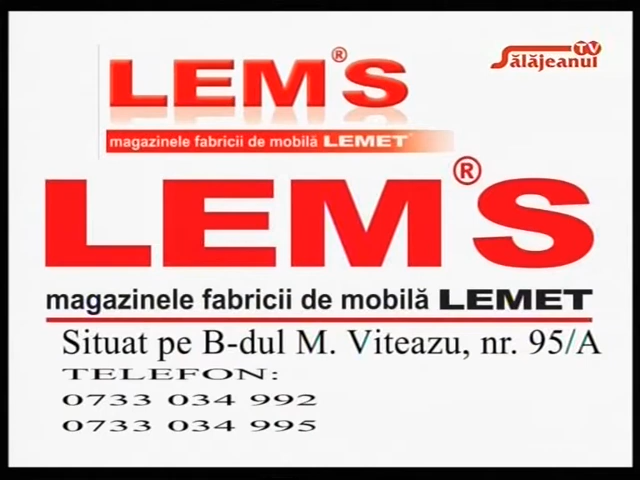 LEM'S®
Sălăjeanul TV
magazinele fabricii de mobilă LEMET®
LEM'S®
magazinele fabricii de mobilă LEMET
Situat pe B-dul M. Viteazu, nr. 95/A
TELEFON:
0733 034 992
0733 034 995